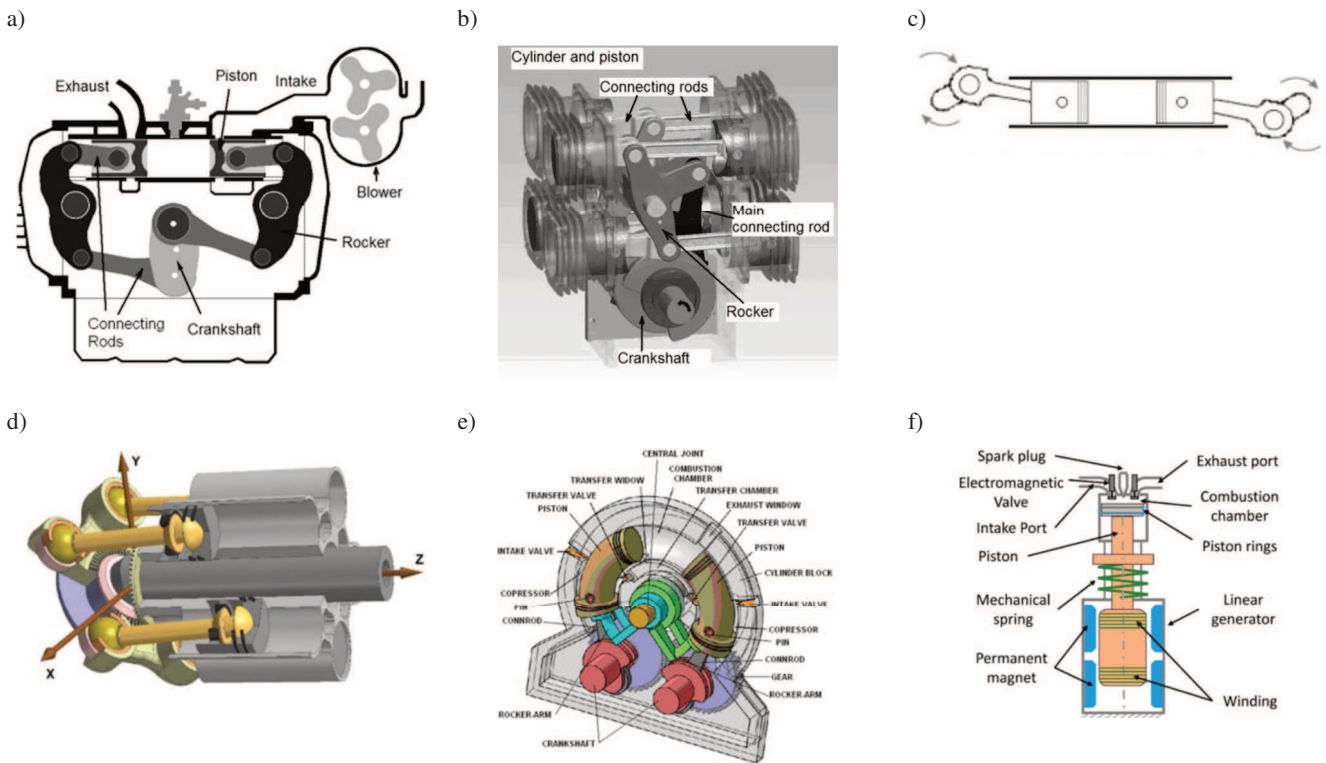 a)
Exhaust
Piston
Intake
Blower
Rocker
Connecting
Rods
Crankshaft
b)
Cylinder and piston
Connecting rods
Main
connecting rod
Rocker
Crankshaft
c)
d)
Y
Z
X
e)
CENTRAL JOINT
COMBUSTION
CHAMBER
TRANSFER WIDOW
TRANSFER CHAMBER
TRANSFER VALVE
EXHAUST WINDOW
PISTON
TRANSFER VALVE
INTAKE VALVE
PISTON
CYLINDER BLOCK
COPRESSOR
INTAKE VALVE
PIN
CONNROD
COPRESSOR
PIN
CONNROD
GEAR
ROCKER-ARM
ROCKER-ARM
CRANKSHAFT
f)
Spark plug
Exhaust port
Electromagnetic
Valve
Combustion
chamber
Intake Port
Piston
Piston rings
Mechanical
spring
Linear
generator
Permanent
magnet
Winding